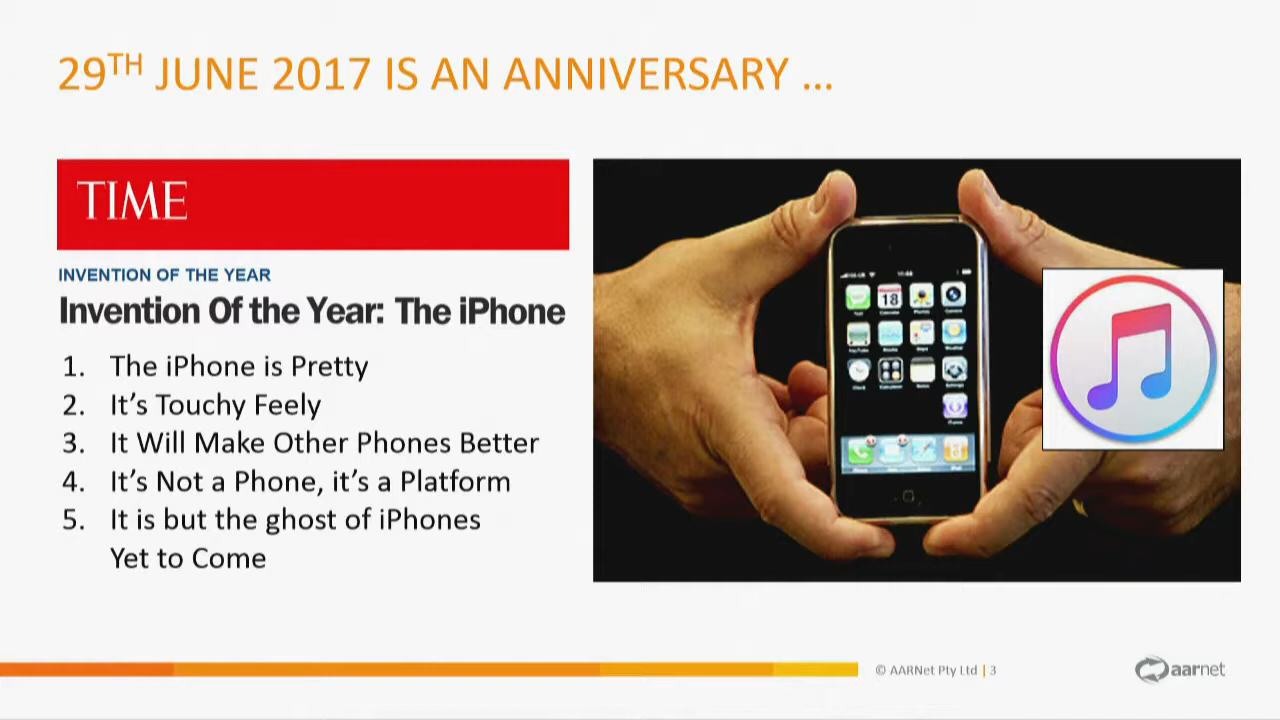 29TH JUNE 2017 IS AN ANNIVERSARY ...
TIME
INVENTION OF THE YEAR
Invention Of the Year: The iPhone
1. The iPhone is Pretty
2. It's Touchy Feely
3. It Will Make Other Phones Better
4. It's Not a Phone, it's a Platform
5. It is but the ghost of iPhones
Yet to Come
18
© AARNet Pty Ltd | 3
aarnet